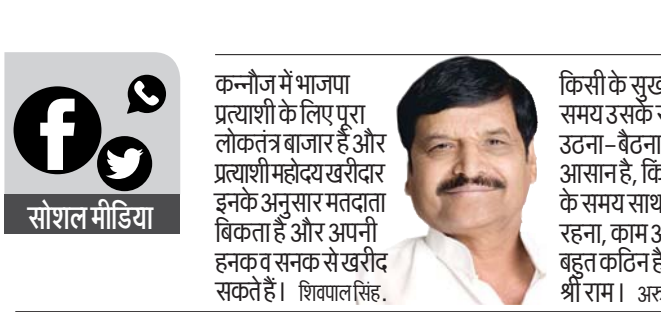 सोशल मीडिया
कन्नौज में भाजपा
प्रत्याशी के लिए पूरा
लोकतंत्र बाजार है और
प्रत्याशी महोदय खरीदार
इनके अनुसार मतदाता
बिकता है और अपनी
हनक व सनक से खरीद
सकते हैं। शिवपाल सिंह.
किसी के सुख
समय उसके
उठना-बैठना
आसान है,
के समय साथ
रहना, काम
बहुत कठिन है
श्री राम।